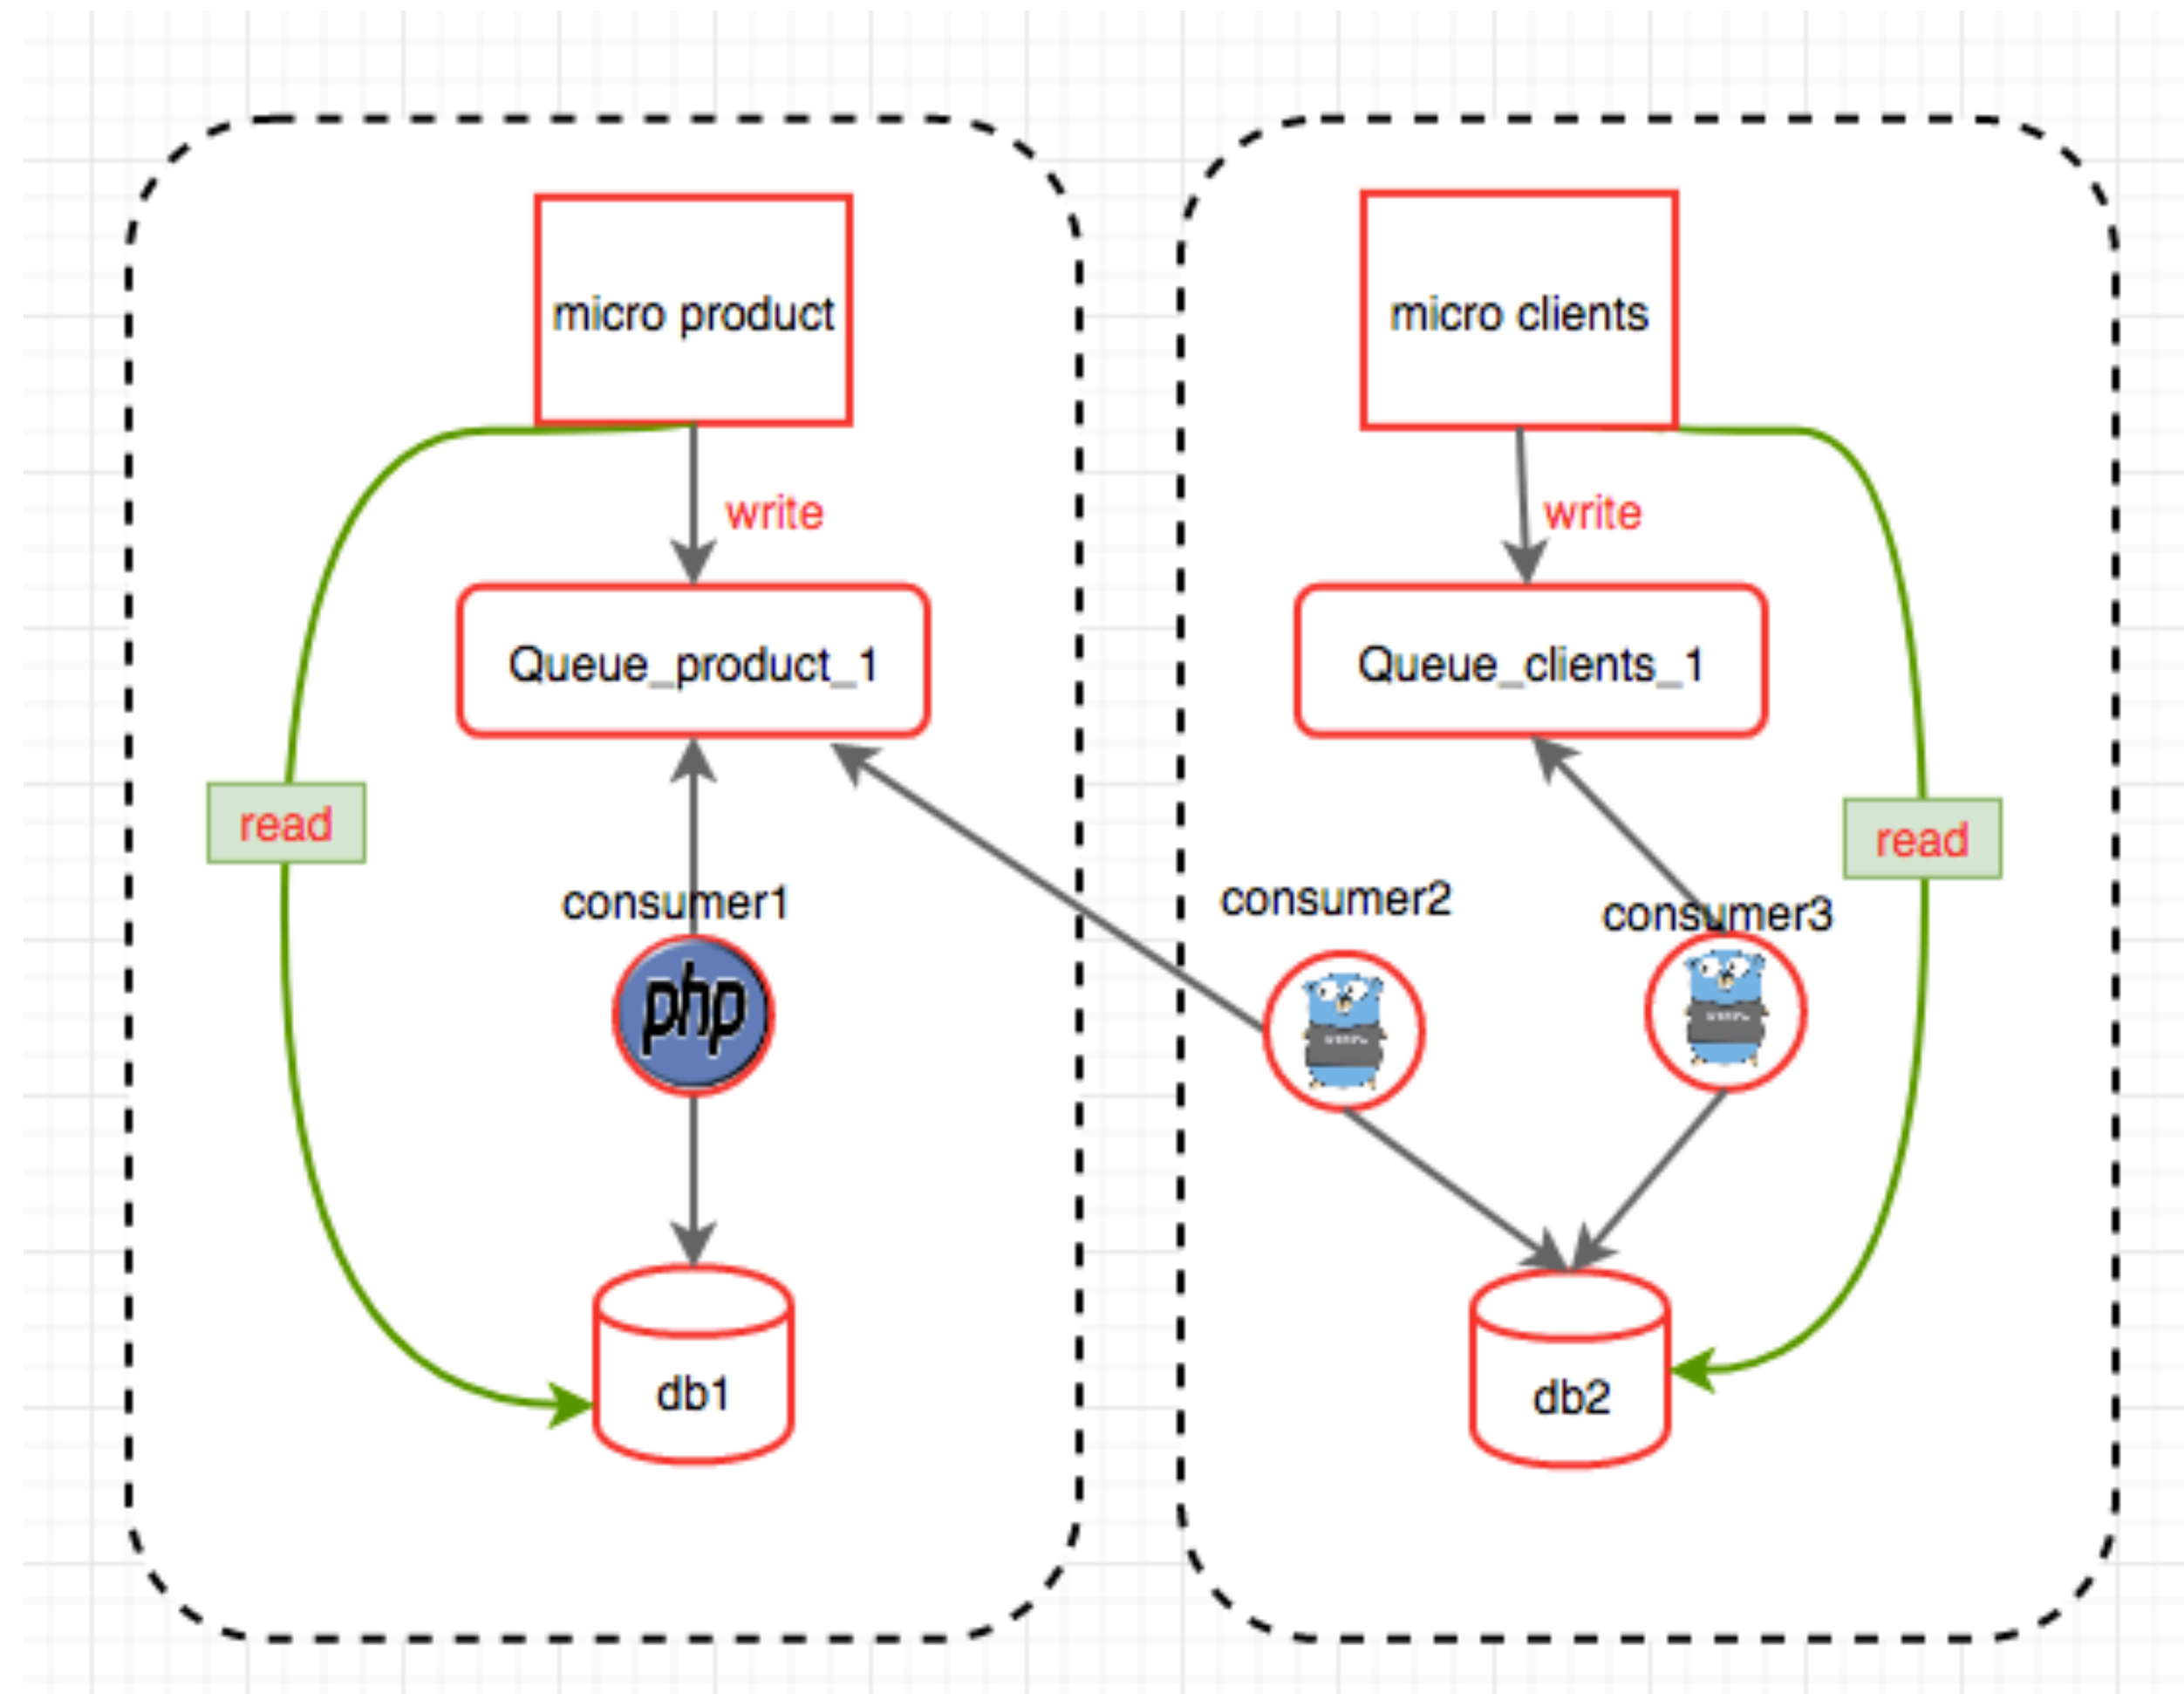 micro product
micro clients
write
write
Queue_product_1
Queue_clients_1
read
read
consumer1
consumer2
consumer3
php
db1
db2